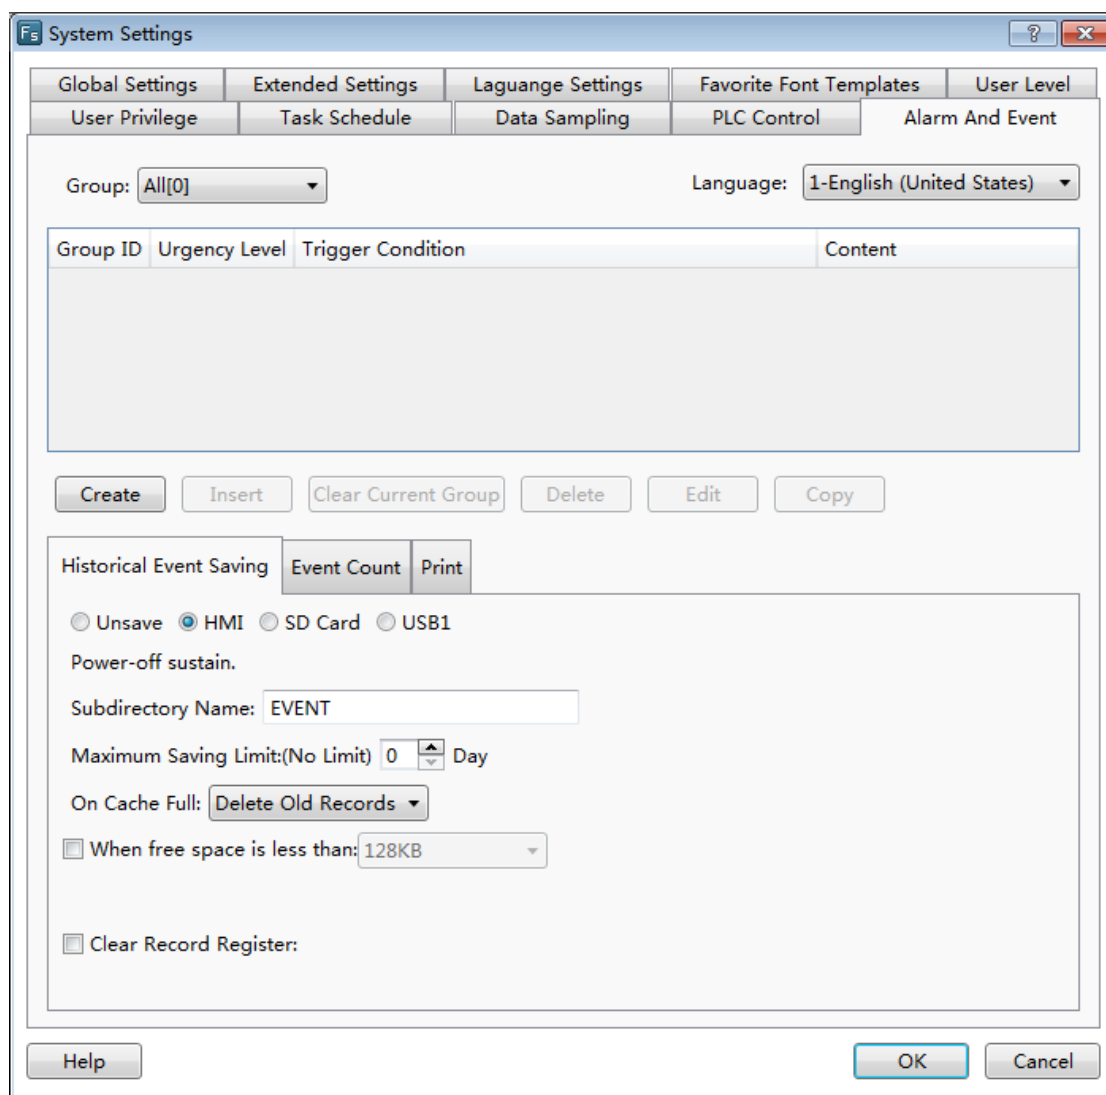 Fs System Settings
Global Settings Extended Settings Laguange Settings Favorite Font Templates User Level
User Privilege Task Schedule Data Sampling PLC Control Alarm And Event
Group: All[0] Language: 1-English (United States)
Group ID Urgency Level Trigger Condition Content
Create Insert Clear Current Group Delete Edit Copy
Historical Event Saving Event Count Print
Unsave HMI SD Card USB1
Power-off sustain.
Subdirectory Name: EVENT
Maximum Saving Limit:(No Limit) 0 Day
On Cache Full: Delete Old Records
When free space is less than: 128KB
Clear Record Register:
Help OK Cancel